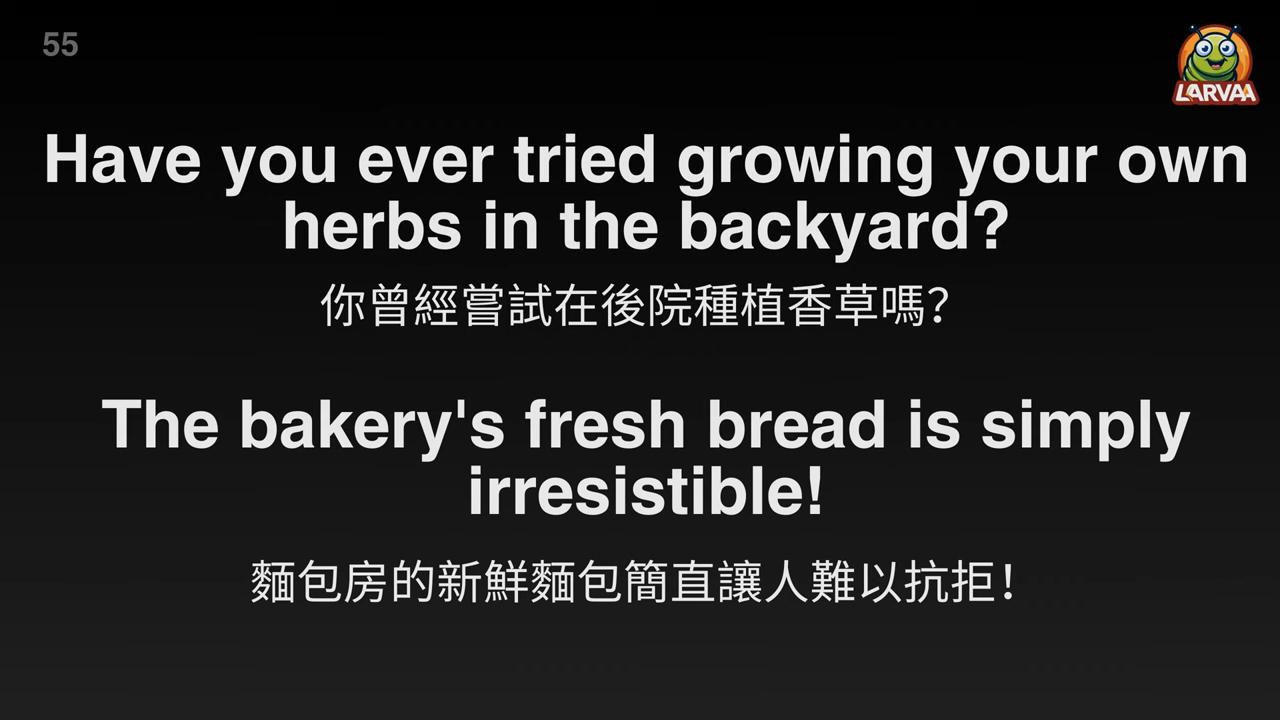 55
LARVAA
Have you ever tried growing your own
herbs in the backyard?
你曾經嘗試在後院種植香草嗎?
The bakery's fresh bread is simply
irresistible!
麵包房的新鮮麵包簡直讓人難以抗拒!